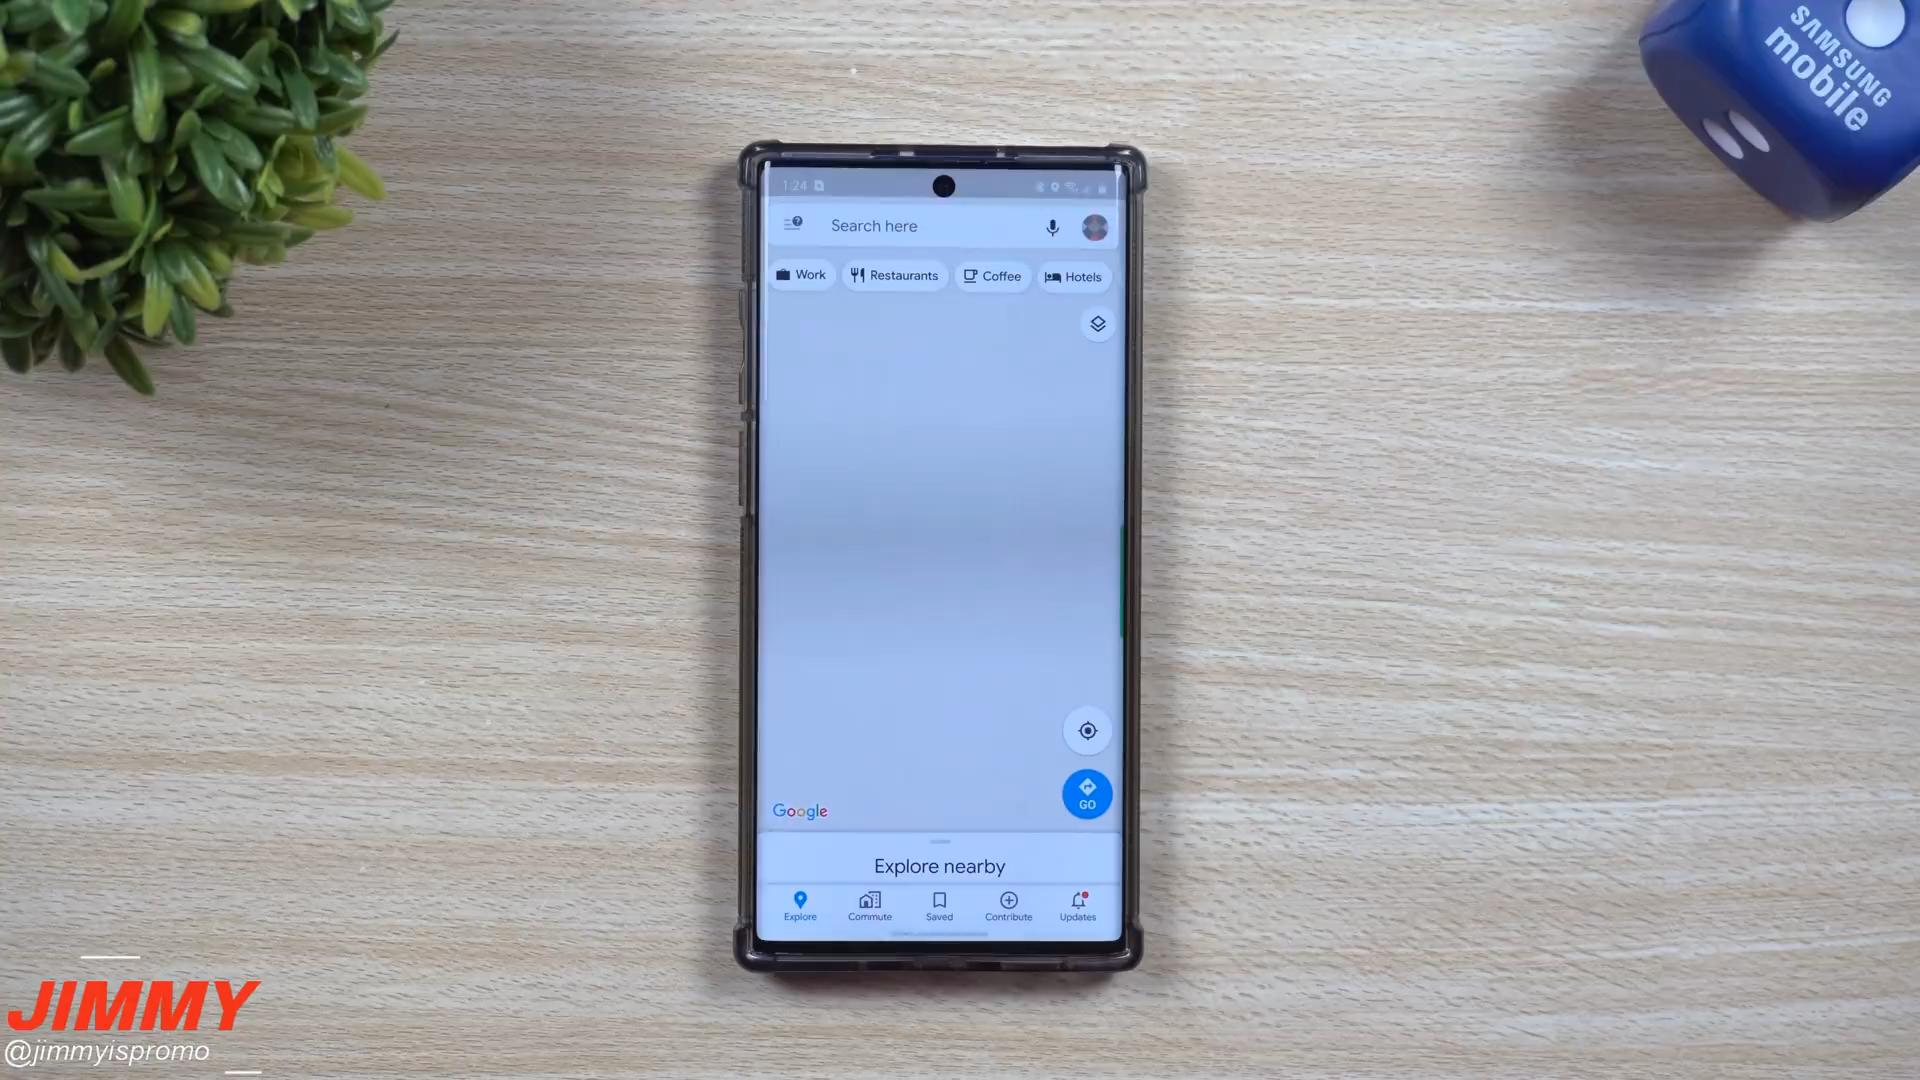 SAMSUNG
mobile
1:24
Search here
Work
Restaurants
Coffee
Hotels
GO
Google
Explore nearby
Explore
Commute
Saved
Contribute
Updates
JIMMY
@jimmyispromo